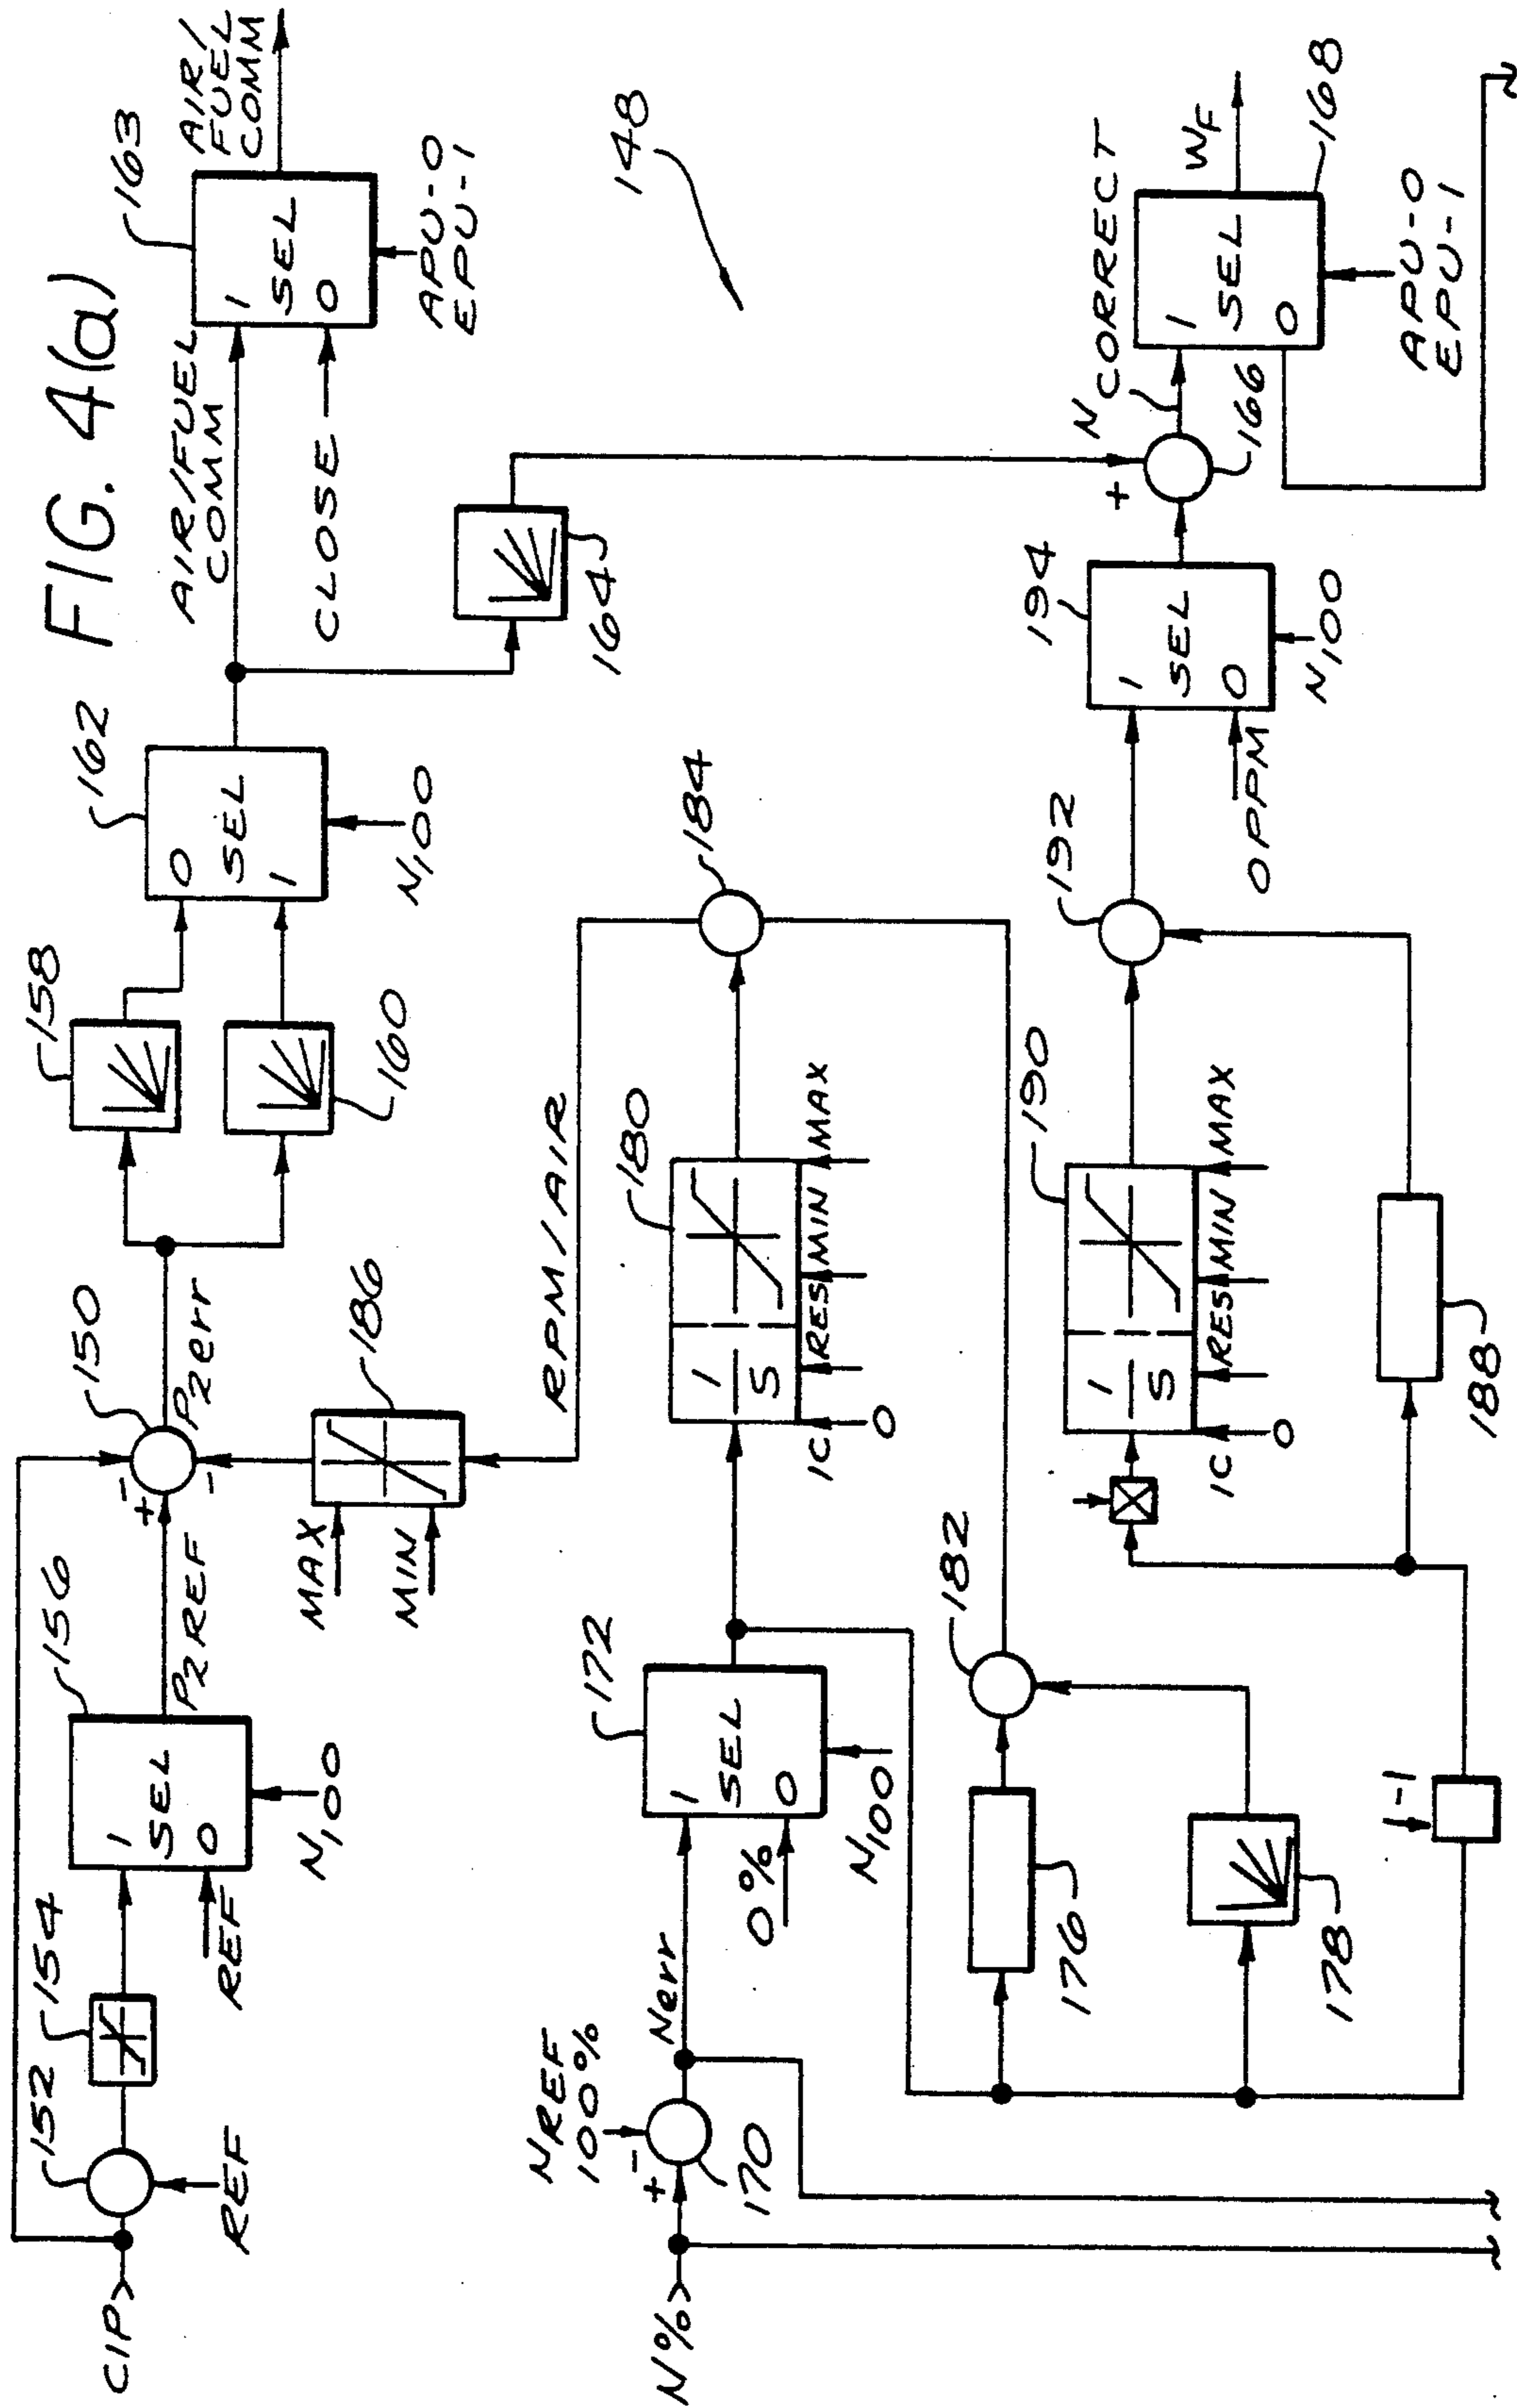 FIG. 4(a)
CIP
152
REF
154
REF
1
SEL
0
156
N100
P2REF
+
-
-
150
P2err
158
160
162
0
SEL
1
N100
AIR/FUEL
COMM
CLOSE
163
1
SEL
0
APU-0
EPU-1
AIR/
FUEL
COMM
MAX
MIN
186
RPM/AIR
164
148
N%
NREF
100%
+
-
170
Nerr
0%
172
1
SEL
0
N100
1
S
180
IC
0
RES
MIN
MAX
184
176
178
182
-1
1
S
190
IC
0
RES
MIN
MAX
188
192
0 PPM
194
1
SEL
0
N100
+
166
N CORRECT
1
SEL
0
WF
168
APU-0
EPU-1